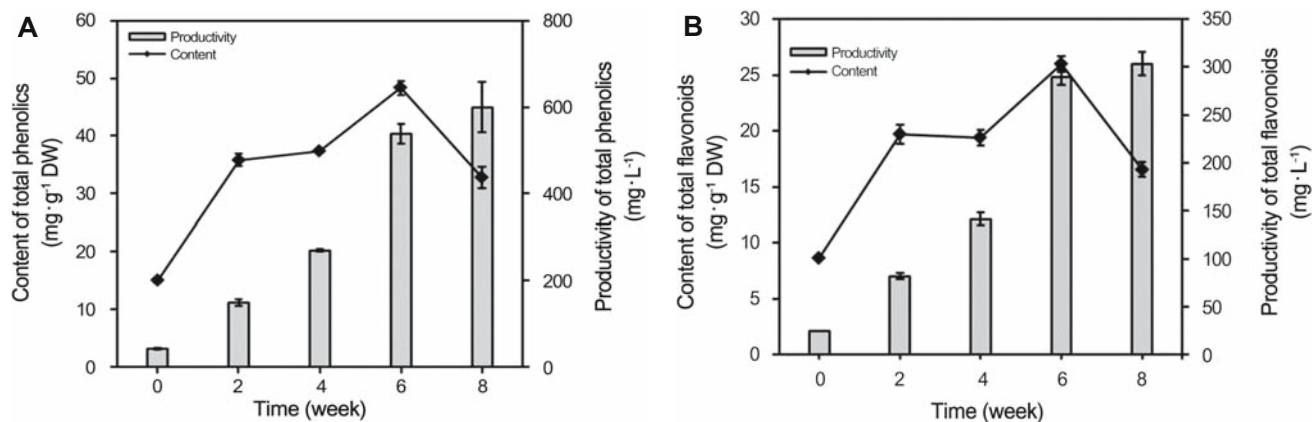 A
Productivity
Content
Content of total phenolics
(mg·g⁻¹ DW)
60
50
40
30
20
10
0
800
600
400
200
0
Productivity of total phenolics
(mg·L⁻¹)
0 2 4 6 8
Time (week)
B
Productivity
Content
Content of total flavonoids
(mg·g⁻¹ DW)
30
25
20
15
10
5
0
350
300
250
200
150
100
50
0
Productivity of total flavonoids
(mg·L⁻¹)
0 2 4 6 8
Time (week)